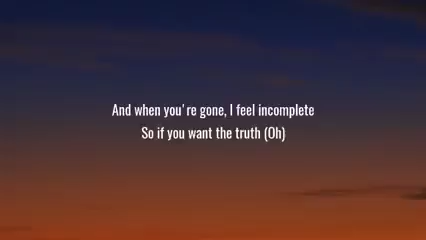 And when you're gone, I feel incomplete
So if you want the truth (Oh)